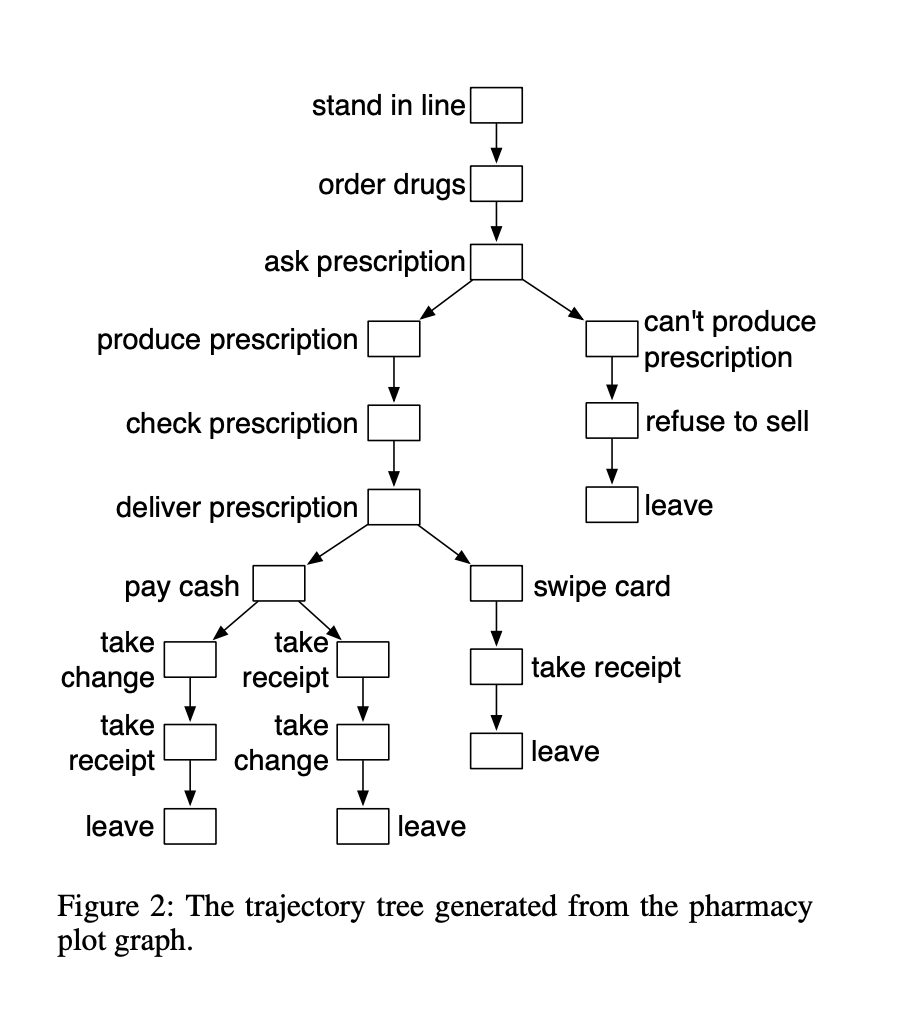 stand in line
order drugs
ask prescription
produce prescription
can't produce
prescription
check prescription
refuse to sell
deliver prescription
leave
pay cash
swipe card
take
change
take
receipt
take receipt
take
receipt
take
change
leave
leave
leave
Figure 2: The trajectory tree generated from the pharmacy
plot graph.